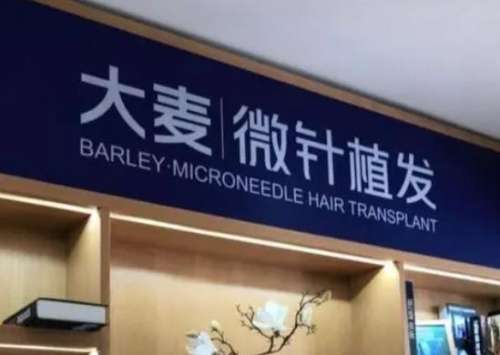 大麦|微针植发
BARLEY·MICRONEEDLE HAIR TRANSPLANT